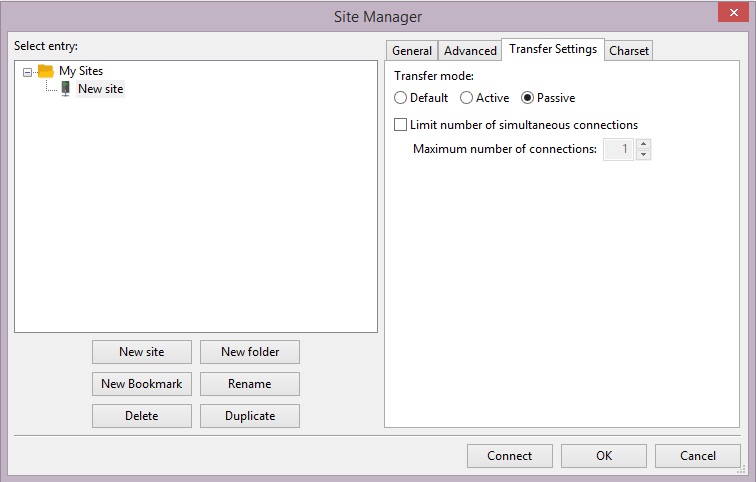 Site Manager
Select entry:
My Sites
New site
New site New folder
New Bookmark Rename
Delete Duplicate
General Advanced Transfer Settings Charset
Transfer mode:
Default Active Passive
Limit number of simultaneous connections
Maximum number of connections: 1
Connect OK Cancel